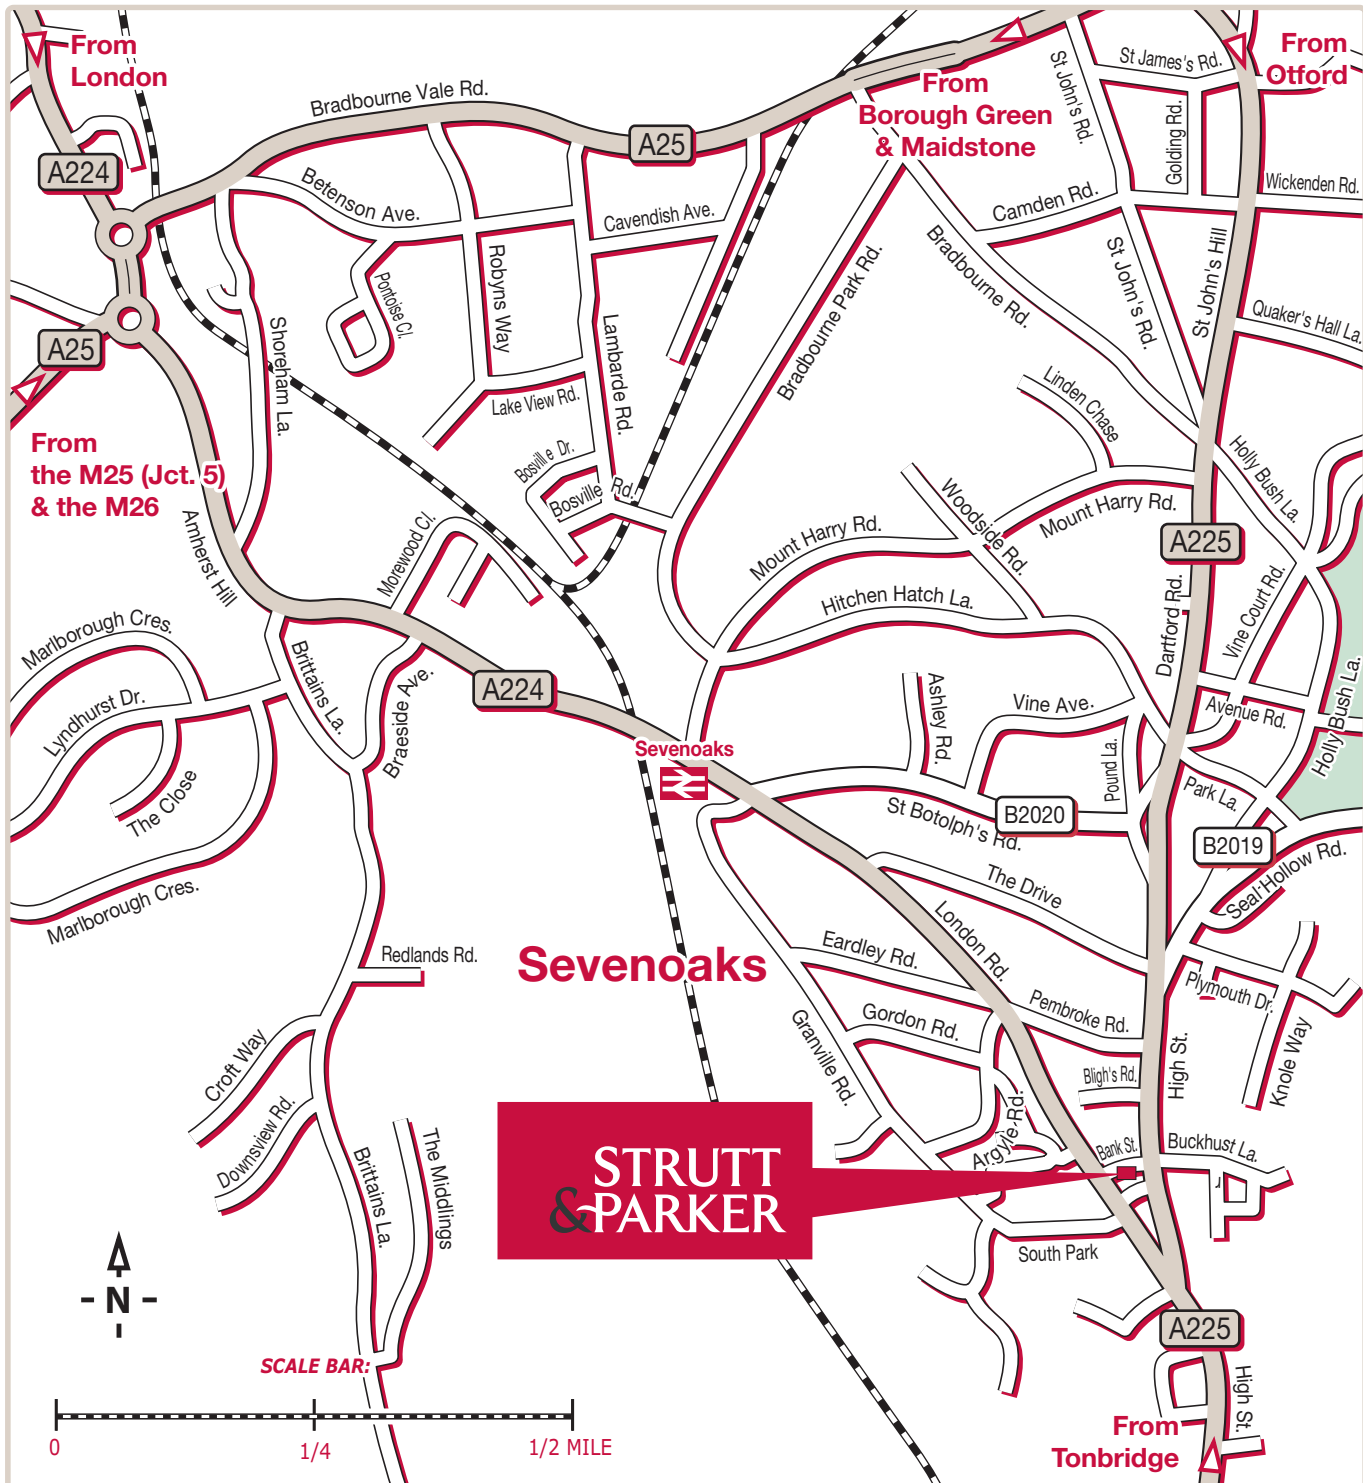 From
London
Bradbourne Vale Rd.
A25
From
Borough Green
& Maidstone
St John's Rd.
St James's Rd.
From
Otford
Golding Rd.
Wickenden Rd.
A224
Betenson Ave.
Cavendish Ave.
Camden Rd.
Bradbourne Rd.
St John's Rd.
St John's Hill
Quaker's Hall La.
Pontoise Cl.
Robyns Way
Lambarde Rd.
Bradbourne Park Rd.
A25
Shoreham La.
Lake View Rd.
Linden Chase
From
the M25 (Jct. 5)
& the M26
Bosville Dr.
Bosville Rd.
Holly Bush La.
Woodside Rd.
Mount Harry Rd.
Mount Harry Rd.
A225
Amherst Hill
Morewood Cl.
Hitchen Hatch La.
Dartford Rd.
Vine Court Rd.
Marlborough Cres.
Brittains La.
Braeside Ave.
A224
Lyndhurst Dr.
Ashley Rd.
Vine Ave.
Avenue Rd.
Holly Bush La.
Sevenoaks
The Close
Pound La.
Park La.
St Botolph's Rd.
B2020
B2019
Seal Hollow Rd.
Marlborough Cres.
The Drive
London Rd.
Redlands Rd.
Sevenoaks
Eardley Rd.
Plymouth Dr.
Pembroke Rd.
Gordon Rd.
Granville Rd.
Croft Way
High St.
Knole Way
Bligh's Rd.
Downsview Rd.
Argyle Rd.
Bank St.
Buckhust La.
Brittains La.
The Middlings
STRUTT
&PARKER
r
South Park
N
A225
SCALE BAR:
High St.
From
Tonbridge
0
1/4
1/2 MILE